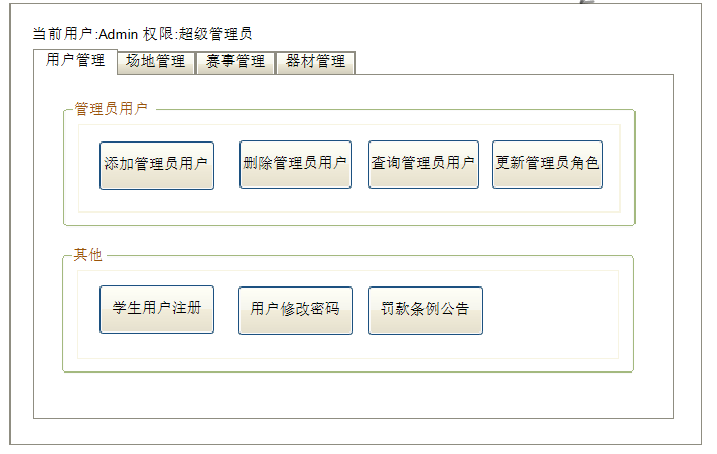 当前用户:Admin 权限:超级管理员
用户管理 场地管理 赛事管理 器材管理
管理员用户
添加管理员用户 删除管理员用户 查询管理员用户 更新管理员角色
其他
学生用户注册 用户修改密码 罚款条例公告